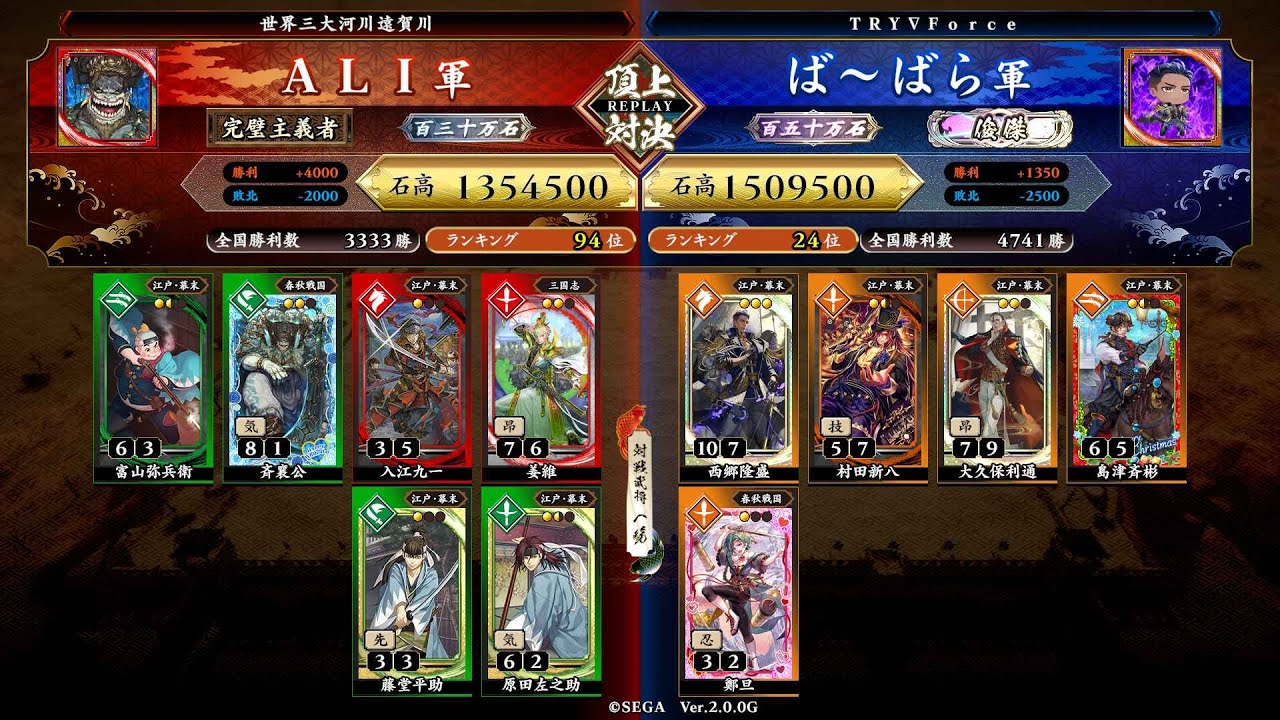 世界三大河川遠賀川
TRY∇Force
ALI軍
頂上
REPLAY
対決
ば～ばら軍
完璧主義者
百三十万石
百五十万石
俊傑
勝利 +4000
敗北 -2000
石高 1354500
石高 1509500
勝利 +1350
敗北 -2500
全国勝利数 3333勝
ランキング 94位
ランキング 24位
全国勝利数 4741勝
江戸・幕末
春秋戦国
江戸・幕末
三国志
江戸・幕末
江戸・幕末
江戸・幕末
江戸・幕末
気
昴
技
昴
6 3
8 1
3 5
7 6
10 7
5 7
7 9
6 5
Christmas
富山弥兵衛
斉襄公
入江九一
姜維
西郷隆盛
村田新八
大久保利通
島津斉彬
対戦武将一覧
江戸・幕末
江戸・幕末
春秋戦国
先
気
忍
3 3
6 2
3 2
藤堂平助
原田左之助
鄭旦
©SEGA Ver.2.0.0G